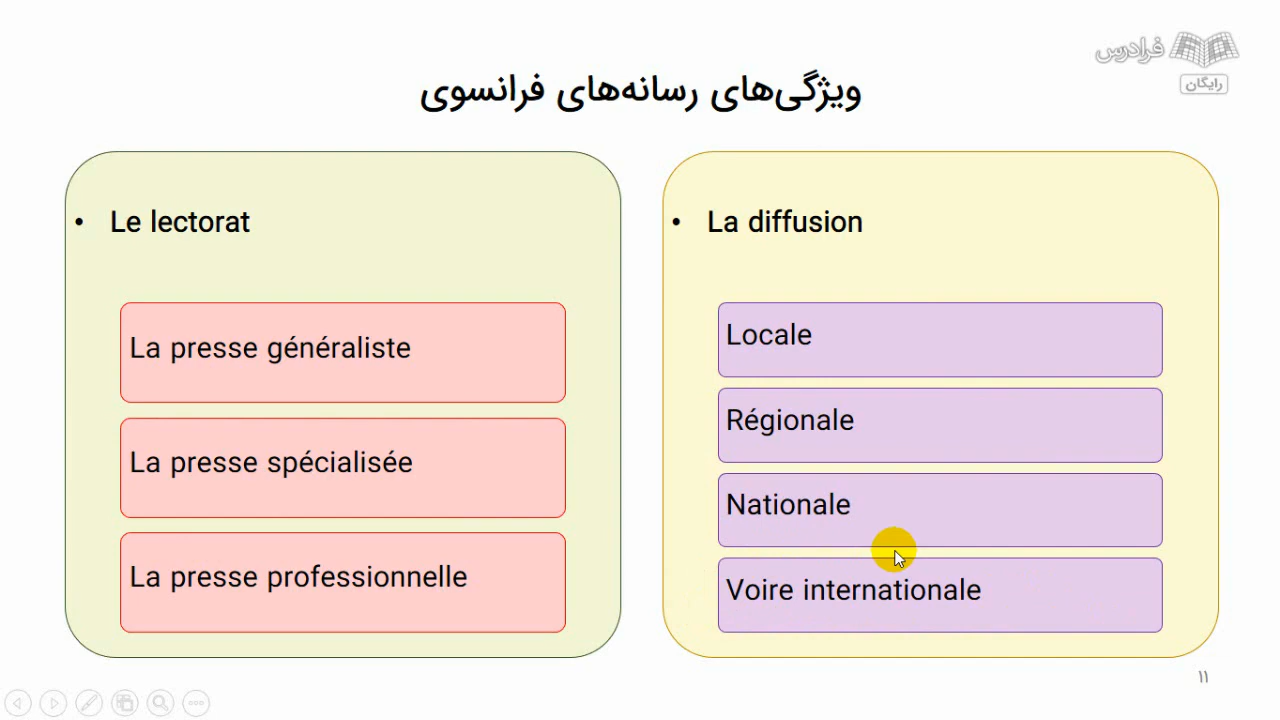 فرادرس
رایگان
ویژگی‌های رسانه‌های فرانسوی
• Le lectorat
La presse généraliste
La presse spécialisée
La presse professionnelle
• La diffusion
Locale
Régionale
Nationale
Voire internationale
۱۱